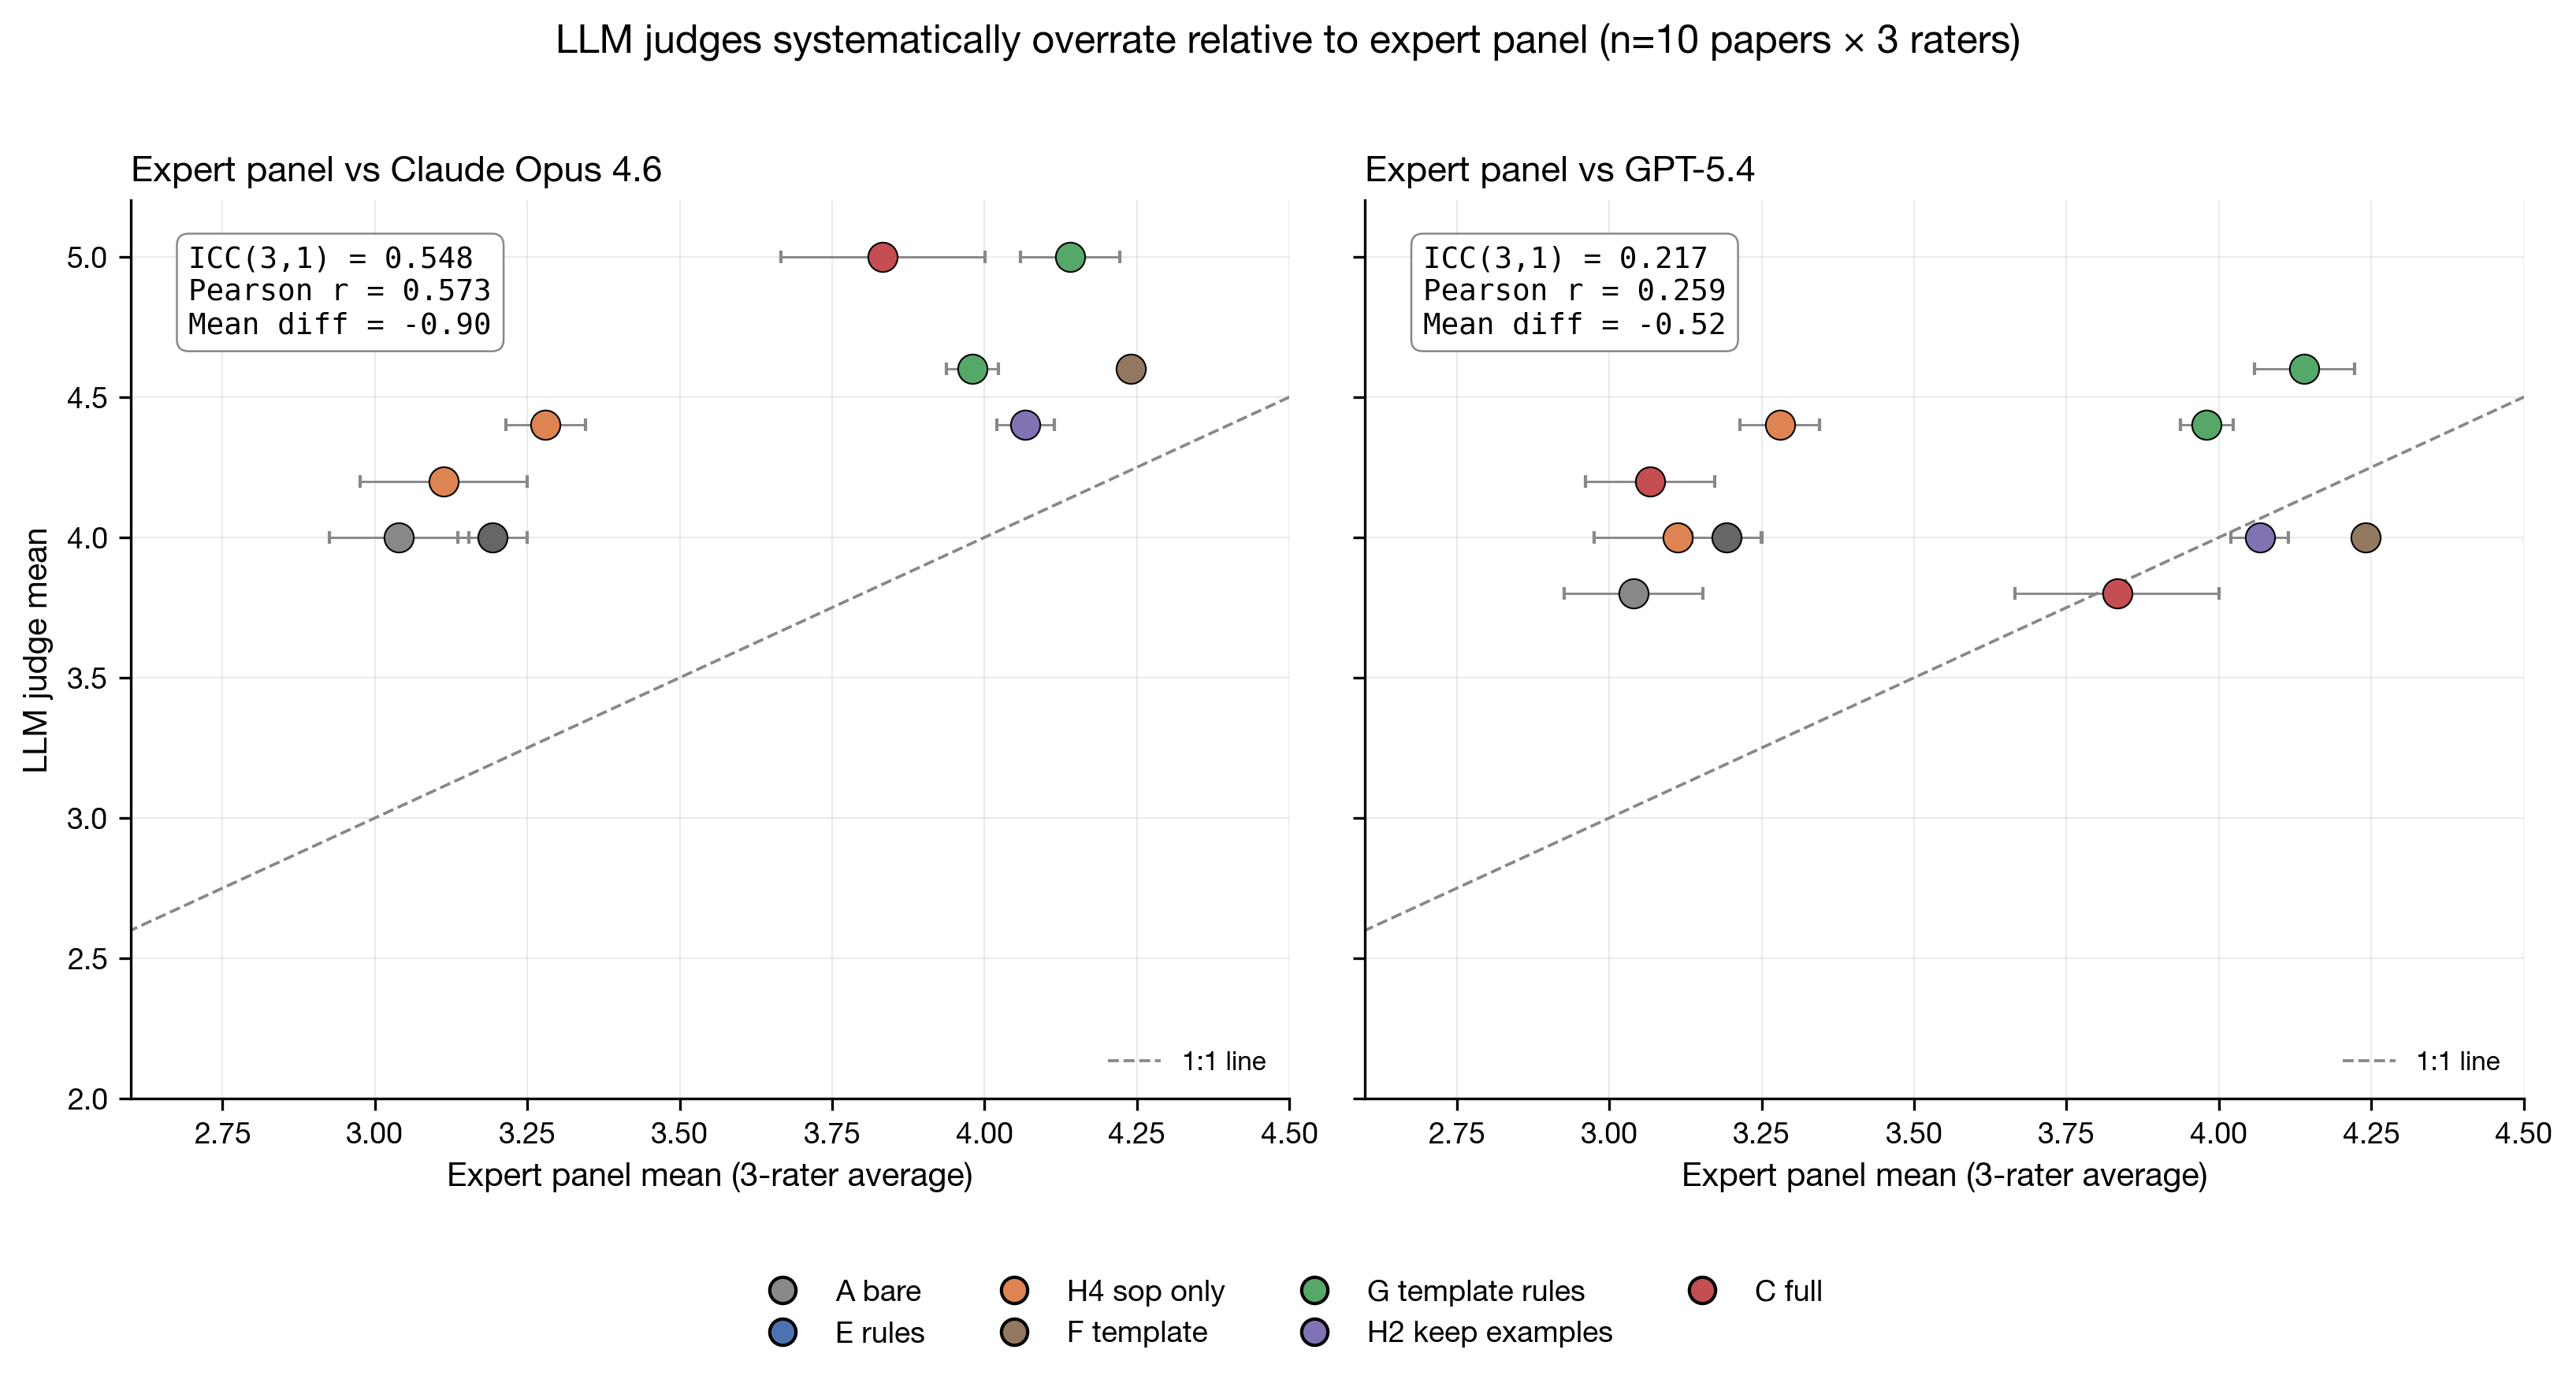 LLM judges systematically overrate relative to expert panel (n=10 papers × 3 raters)
Expert panel vs Claude Opus 4.6
ICC(3,1) = 0.548
Pearson r = 0.573
Mean diff = -0.90
5.0
4.5
4.0
3.5
3.0
2.5
2.0
LLM judge mean
1:1 line
2.75 3.00 3.25 3.50 3.75 4.00 4.25 4.50
Expert panel mean (3-rater average)
Expert panel vs GPT-5.4
ICC(3,1) = 0.217
Pearson r = 0.259
Mean diff = -0.52
1:1 line
2.75 3.00 3.25 3.50 3.75 4.00 4.25 4.50
Expert panel mean (3-rater average)
A bare H4 sop only G template rules C full
E rules F template H2 keep examples